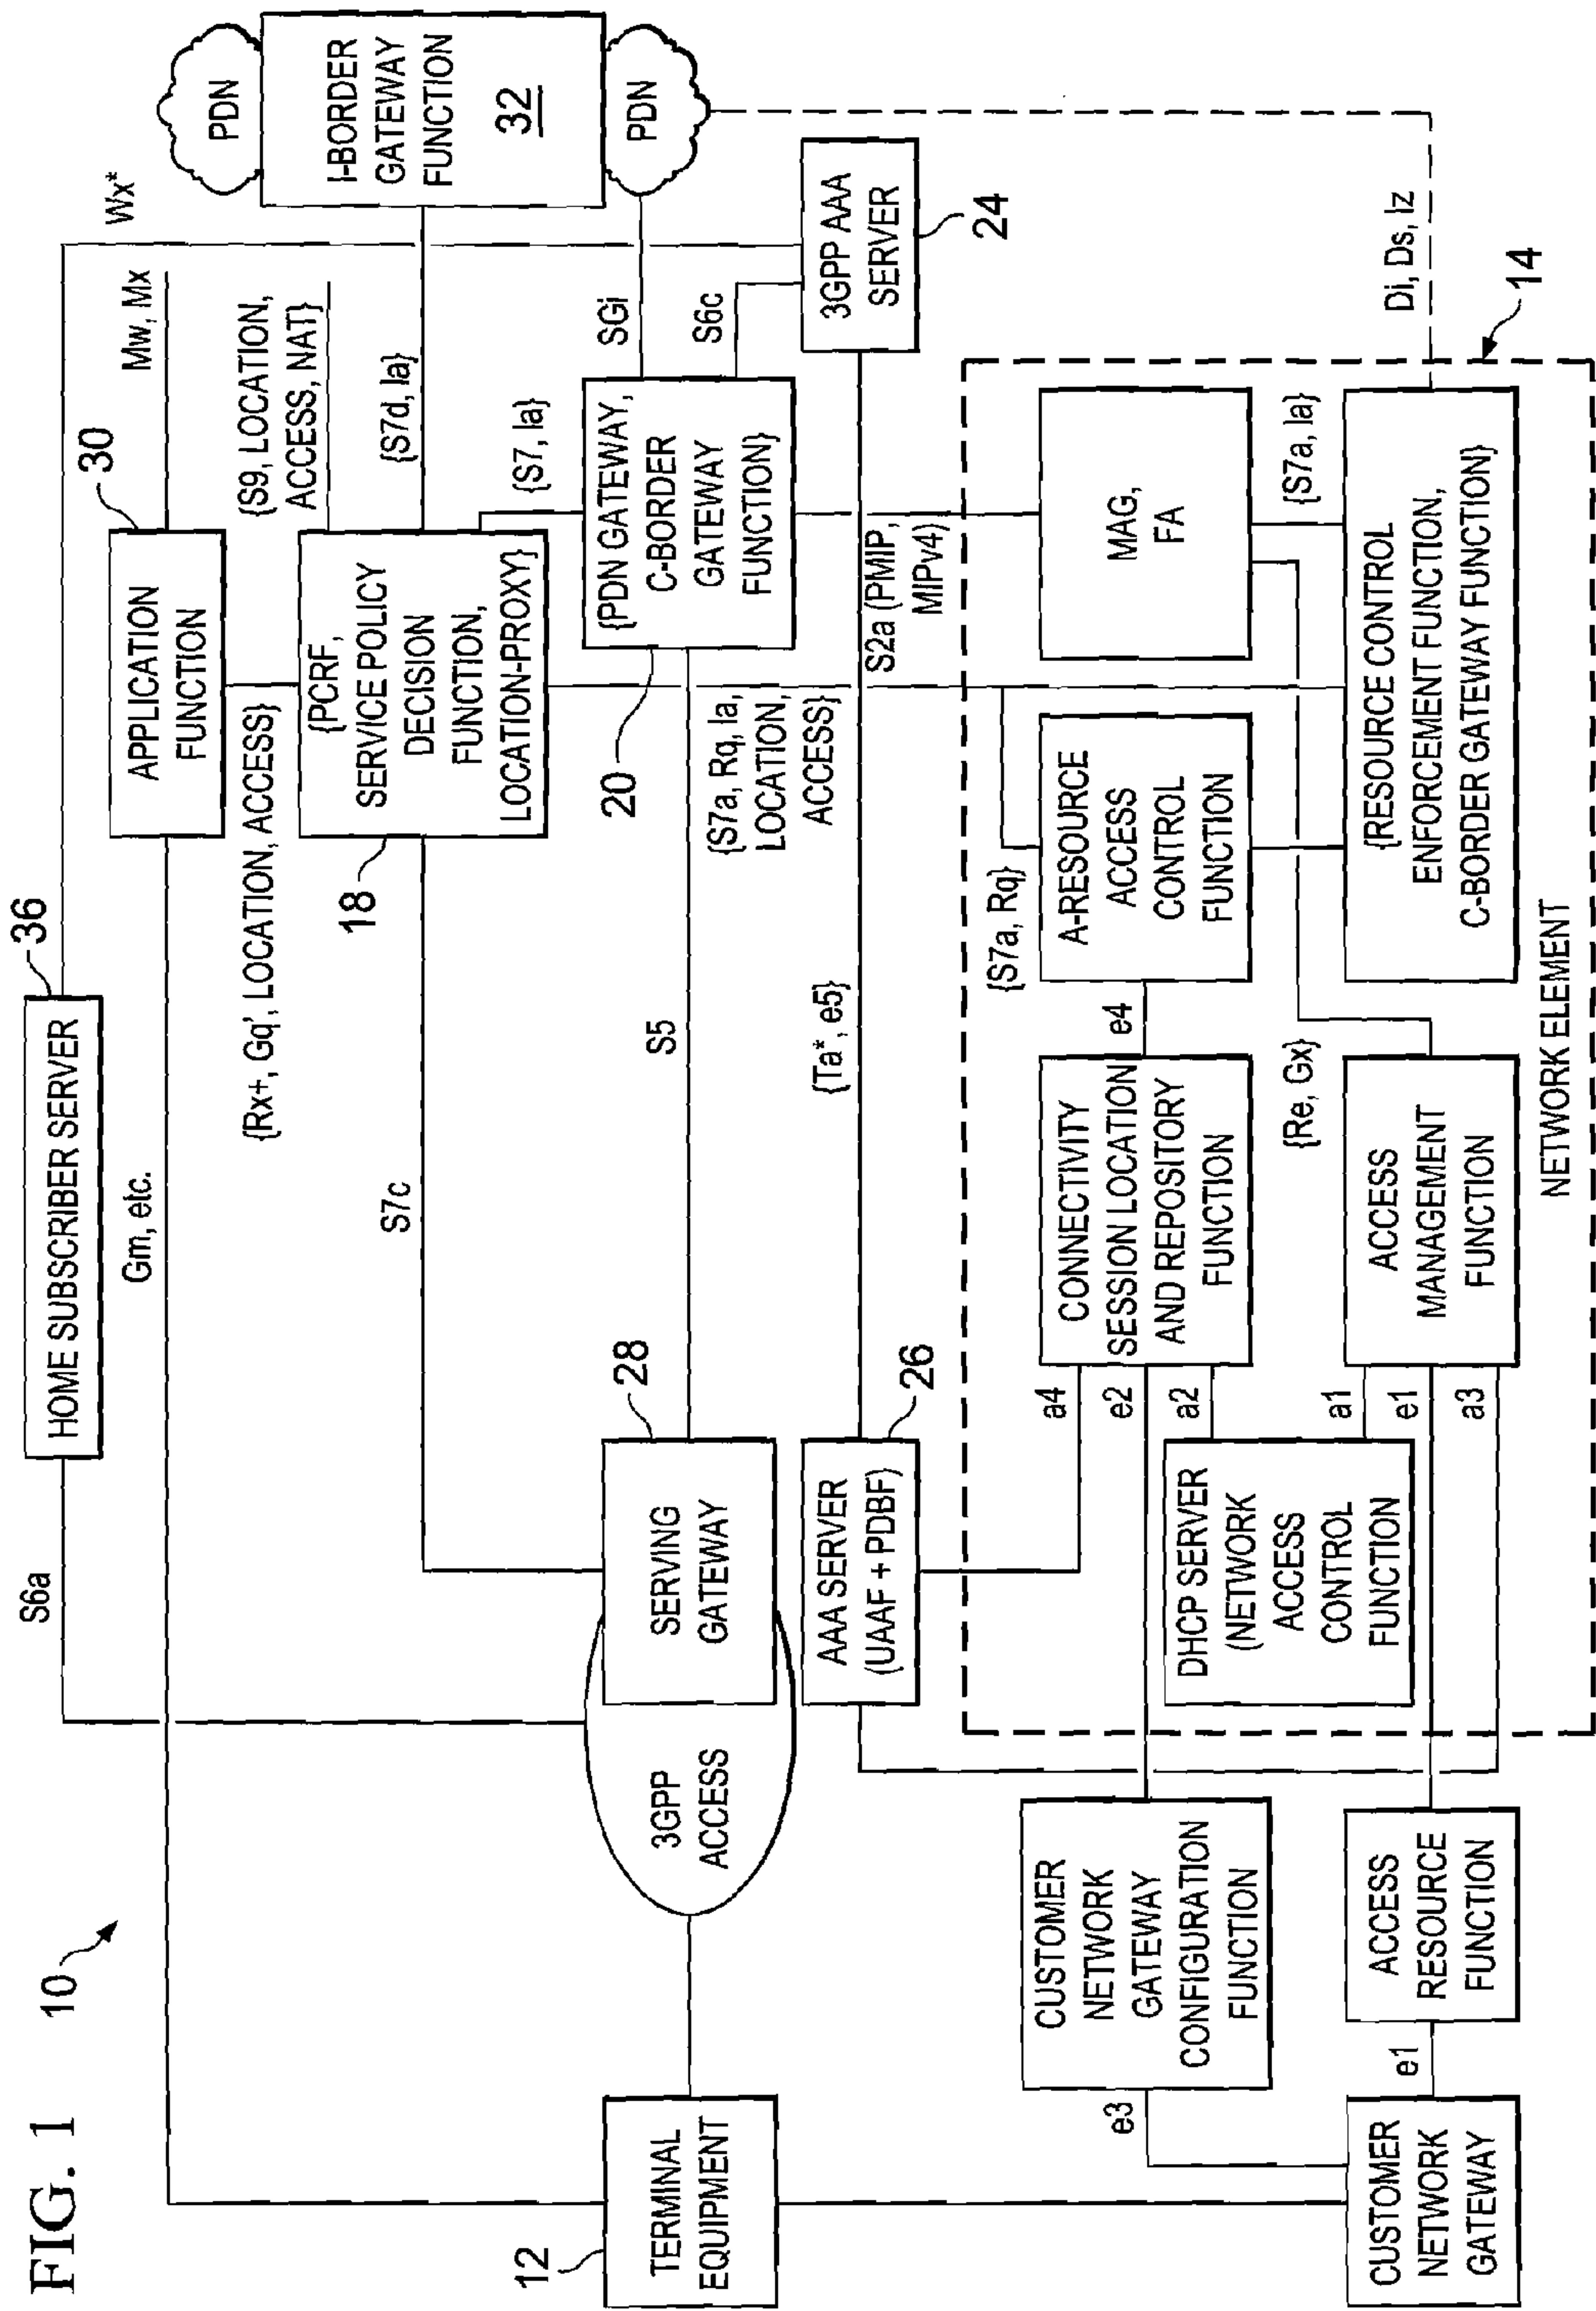 FIG. 1
10
36
HOME SUBSCRIBER SERVER
S6a
Wx*
30
APPLICATION
FUNCTION
Gm, etc.
Mw, Mx
{Rx+, Gq', LOCATION, ACCESS}
{S9, LOCATION,
ACCESS, NAT}
18
{PCRF,
SERVICE POLICY
DECISION
FUNCTION,
LOCATION-PROXY}
S7c
{S7d, Ia}
PDN
I-BORDER
GATEWAY
FUNCTION
32
PDN
{S7, Ia}
SGi
S6c
20
{PDN GATEWAY,
C-BORDER
GATEWAY
FUNCTION}
12
TERMINAL
EQUIPMENT
3GPP
ACCESS
28
SERVING
GATEWAY
S5
{S7a, Rq, Ia,
LOCATION,
ACCESS}
S2a (PMIP,
MIPv4)
3GPP AAA
SERVER
24
26
AAA SERVER
(UAAF + PDBF)
{Ta*, e5}
Di, Ds, Iz
14
CUSTOMER
NETWORK
GATEWAY
CONFIGURATION
FUNCTION
e3
a4
e2
a2
CONNECTIVITY
SESSION LOCATION
AND REPOSITORY
FUNCTION
e4
{S7a, Rq}
A-RESOURCE
ACCESS
CONTROL
FUNCTION
MAG,
FA
DHCP SERVER
(NETWORK
ACCESS
CONTROL
FUNCTION
{Re, Gx}
{S7a, Ia}
CUSTOMER
NETWORK
GATEWAY
e1
ACCESS
RESOURCE
FUNCTION
a1
e1
a3
ACCESS
MANAGEMENT
FUNCTION
{RESOURCE CONTROL
ENFORCEMENT FUNCTION,
C-BORDER GATEWAY FUNCTION}
NETWORK ELEMENT